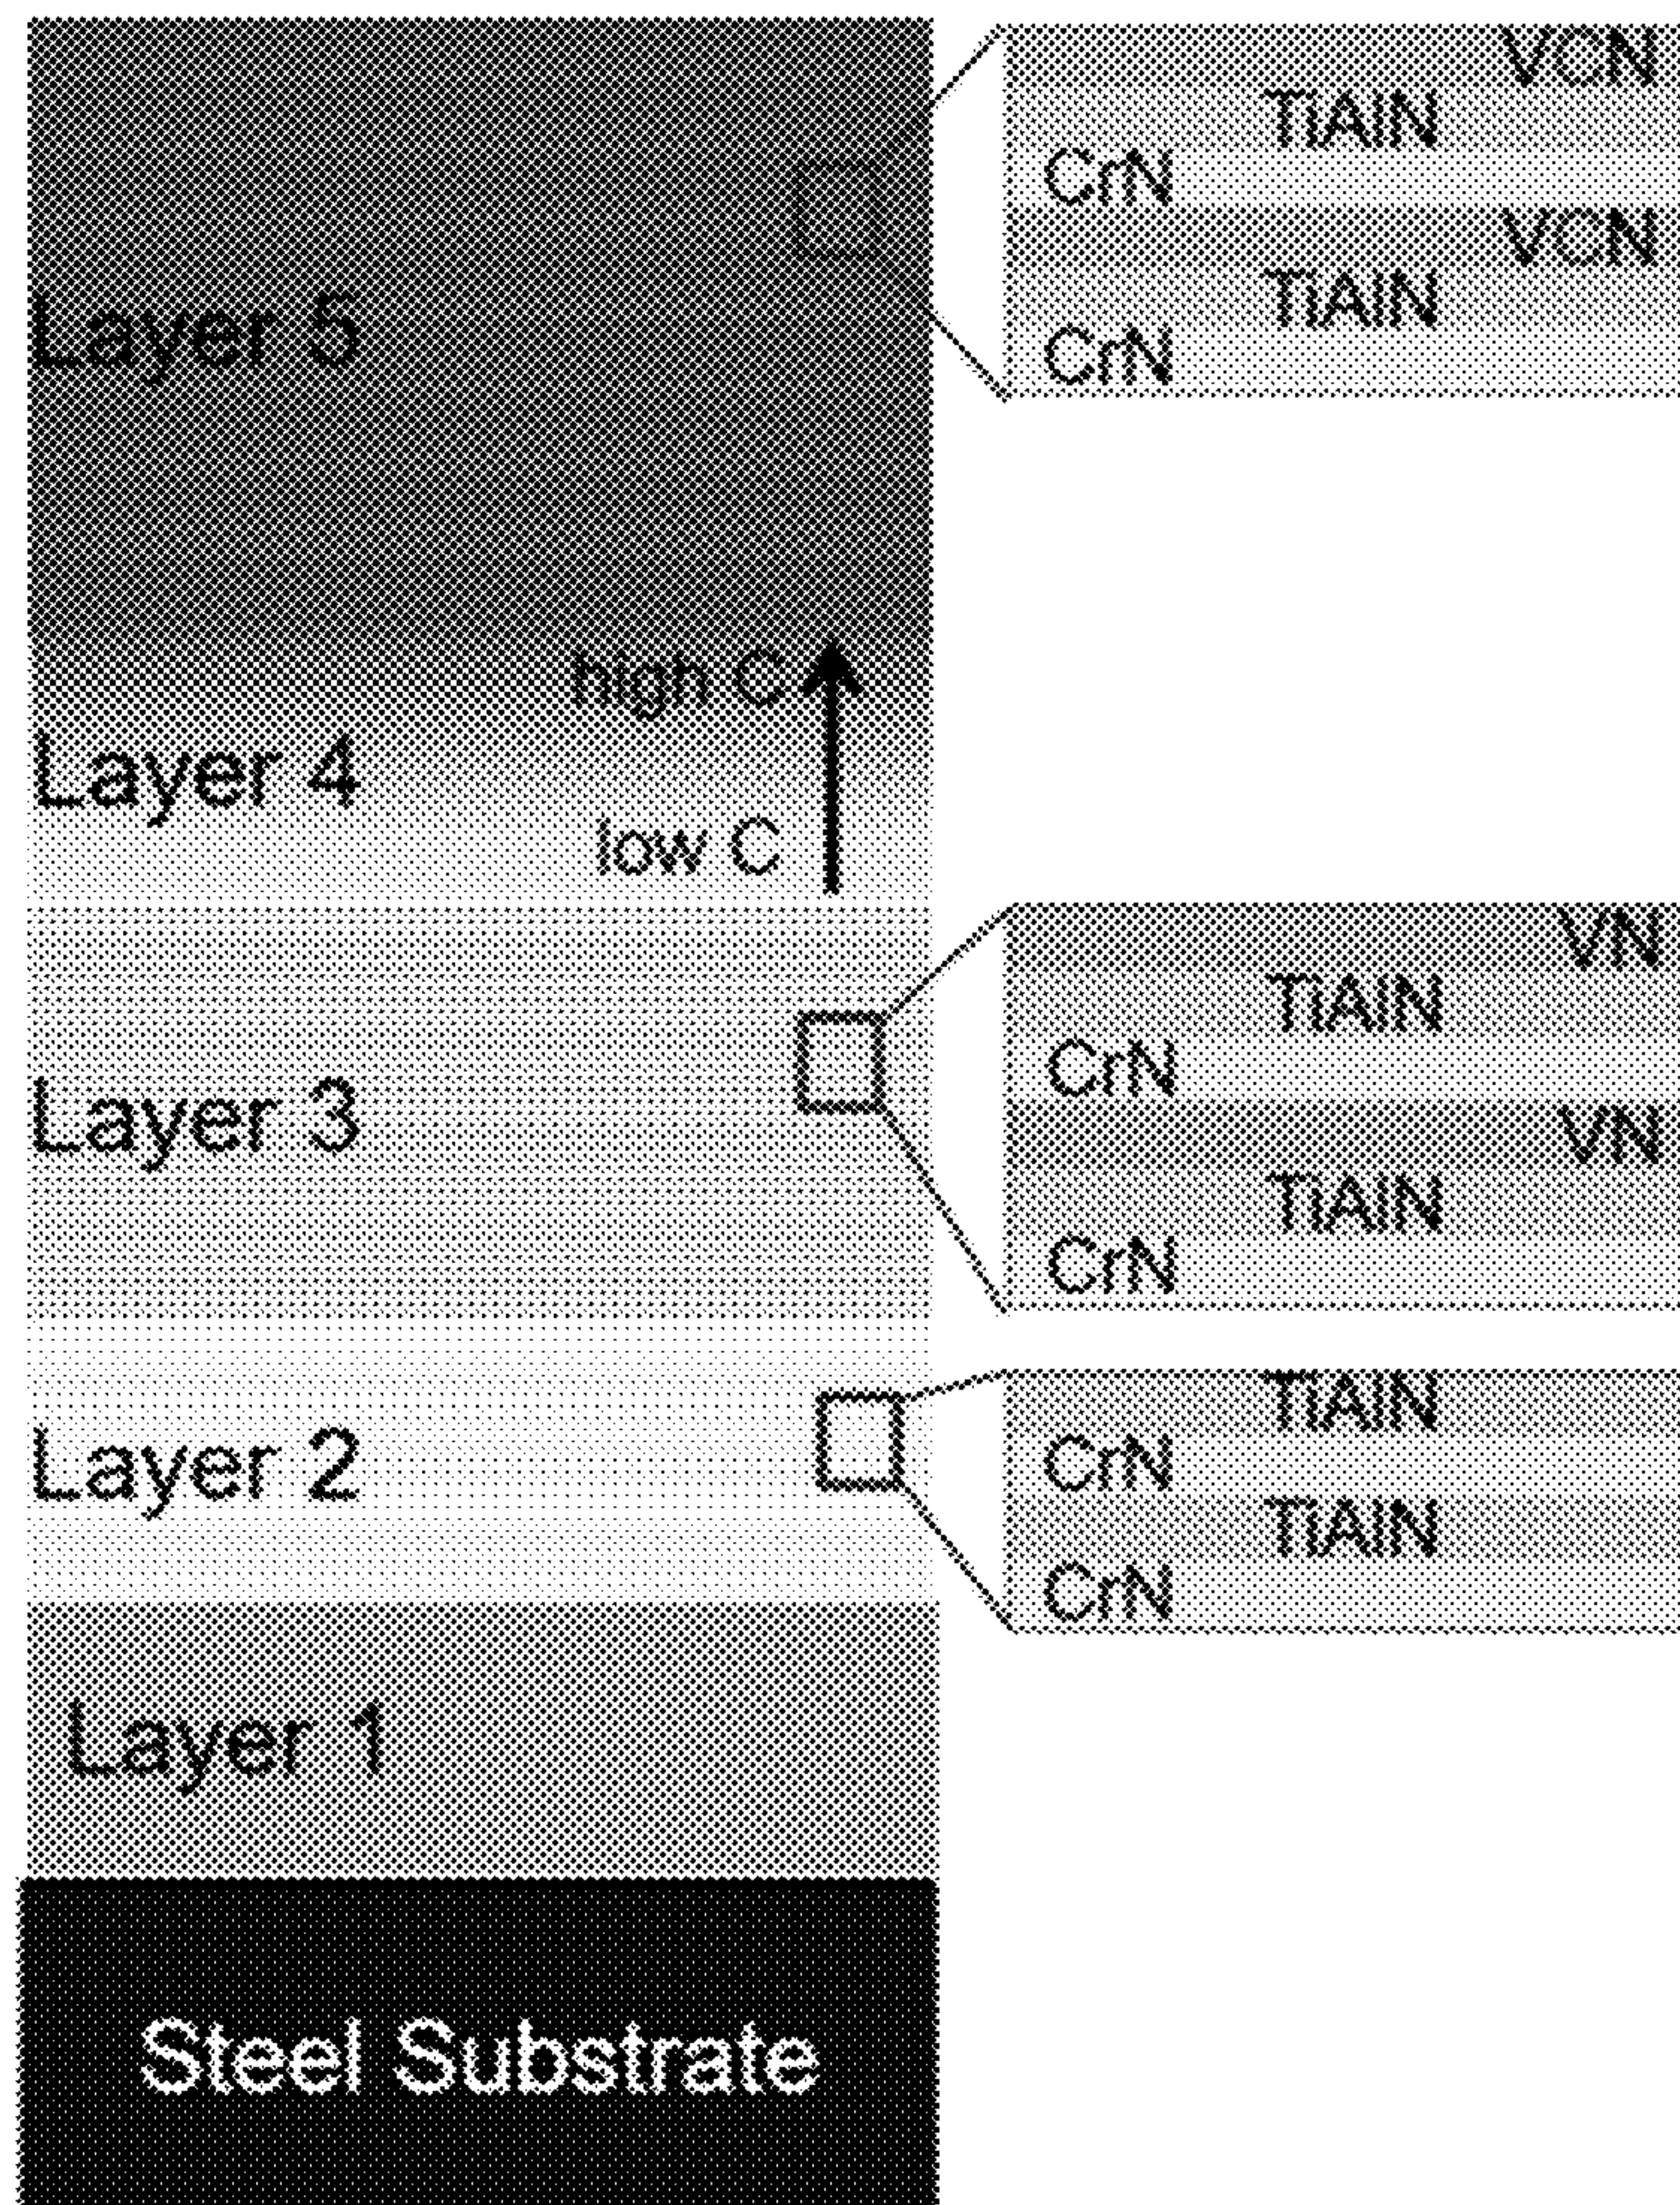 VCN
TiAlN
CrN
VCN
TiAlN
CrN
Layer 5
high C
Layer 4
low C
VN
TiAlN
CrN
Layer 3
VN
TiAlN
CrN
TiAlN
CrN
Layer 2
TiAlN
CrN
Layer 1
Steel Substrate